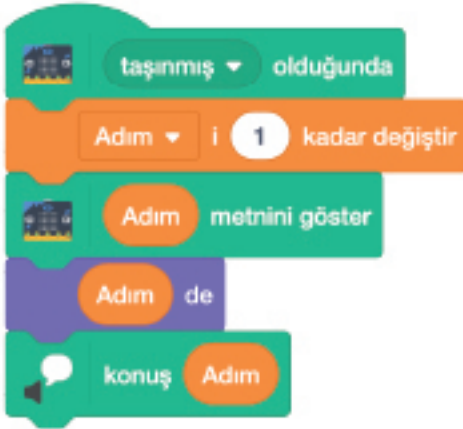 taşınmış olduğunda
Adım i 1 kadar değiştir
Adım metnini göster
Adım de
konuş Adım